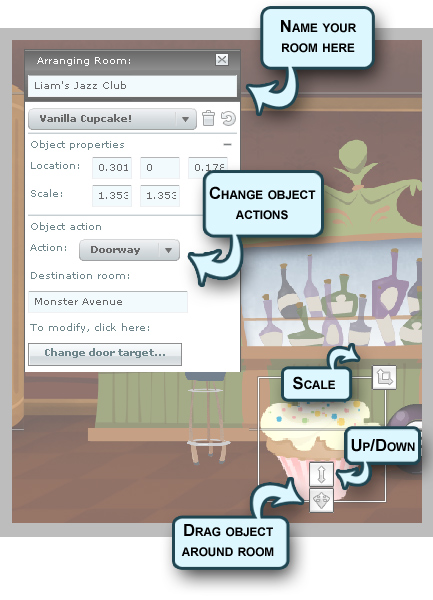 NAME YOUR
ROOM HERE
Arranging Room:
Liam's Jazz Club
Vanilla Cupcake!
Object properties
Location: 0.301 0 0.178
Scale: 1.353 1.353
CHANGE OBJECT
ACTIONS
Object action
Action: Doorway
Destination room:
Monster Avenue
To modify, click here:
Change door target...
SCALE
UP/DOWN
DRAG OBJECT
AROUND ROOM